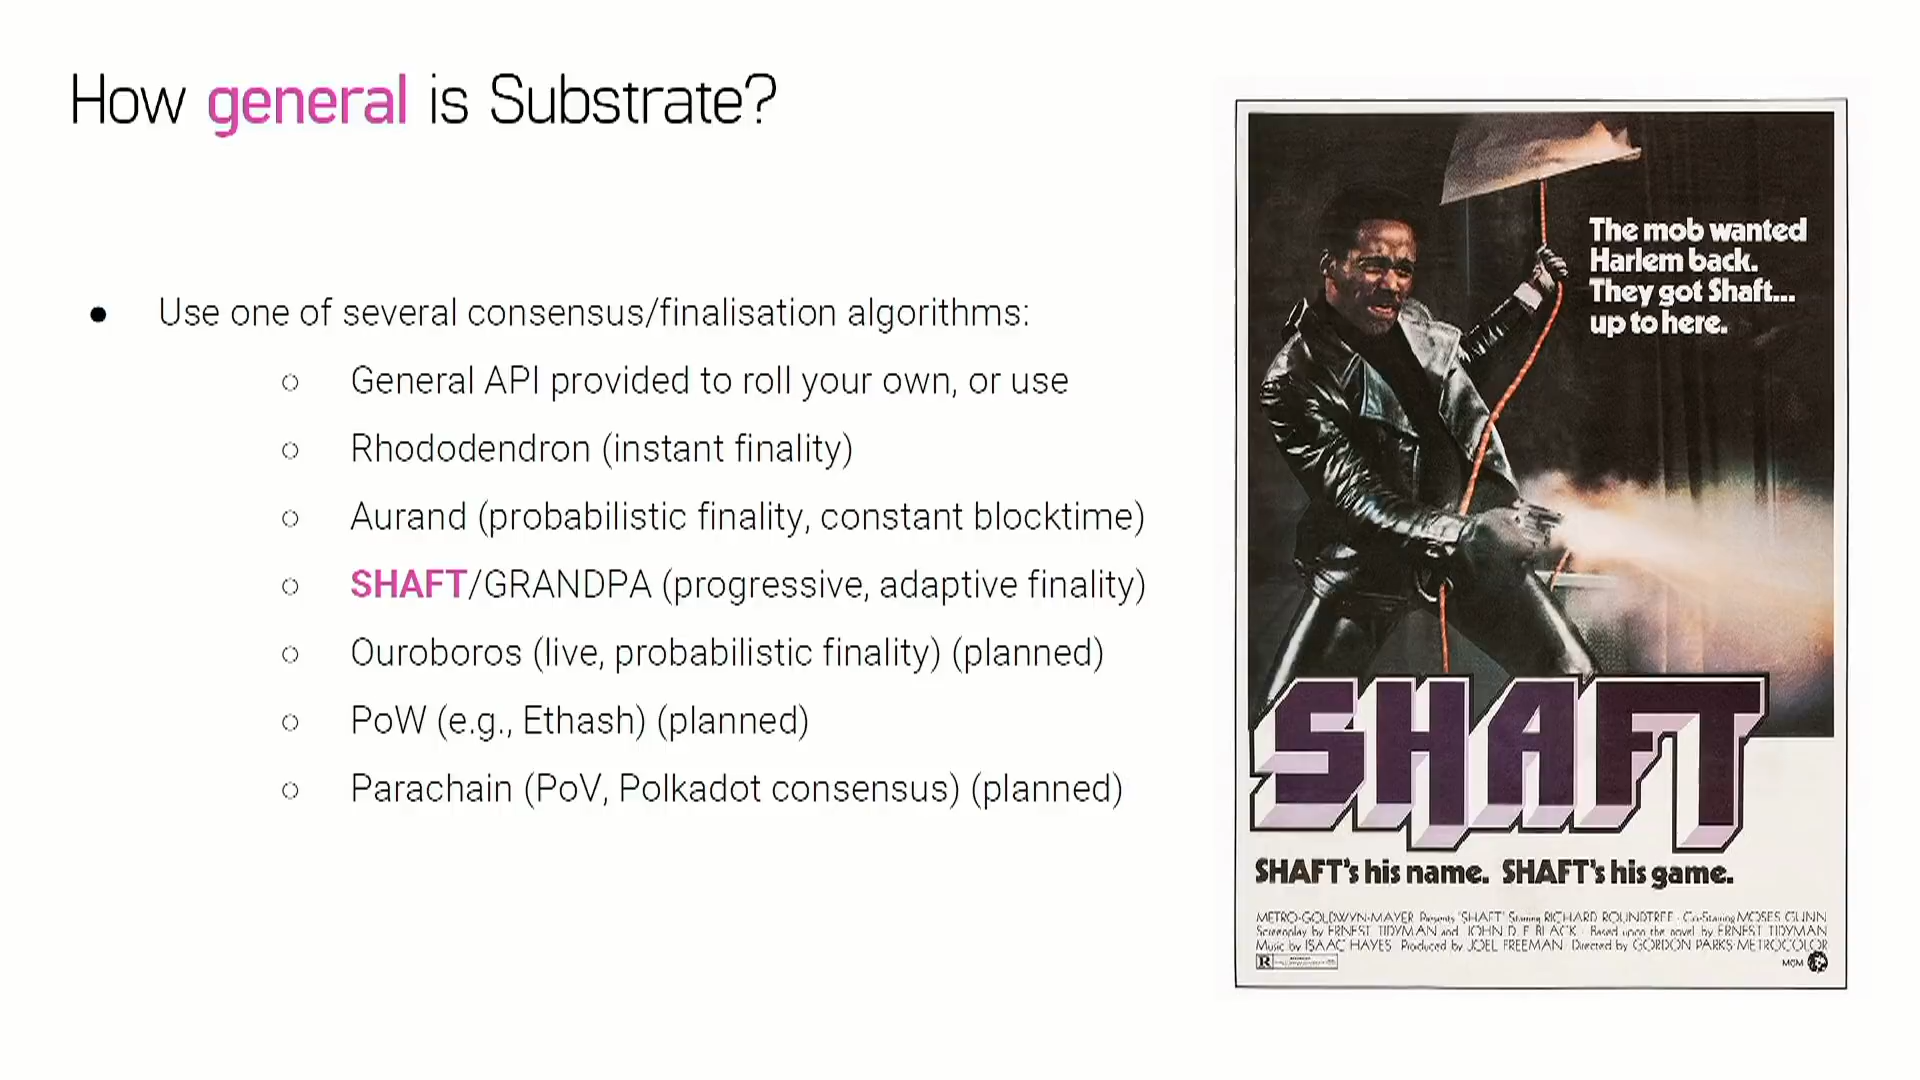 How general is Substrate?
● Use one of several consensus/finalisation algorithms:
○ General API provided to roll your own, or use
○ Rhododendron (instant finality)
○ Aurand (probabilistic finality, constant blocktime)
○ SHAFT/GRANDPA (progressive, adaptive finality)
○ Ouroboros (live, probabilistic finality) (planned)
○ PoW (e.g., Ethash) (planned)
○ Parachain (PoV, Polkadot consensus) (planned)
The mob wanted
Harlem back.
They got Shaft...
up to here.
SHAFT
SHAFT's his name. SHAFT's his game.
METRO-GOLDWYN-MAYER Presents "SHAFT" Starring RICHARD ROUNDTREE · Co-Starring MOSES GUNN
Screenplay by ERNEST TIDYMAN and JOHN D. F. BLACK · Based upon the novel by ERNEST TIDYMAN
Music by ISAAC HAYES Produced by JOEL FREEMAN Directed by GORDON PARKS METROCOLOR
R
MGM